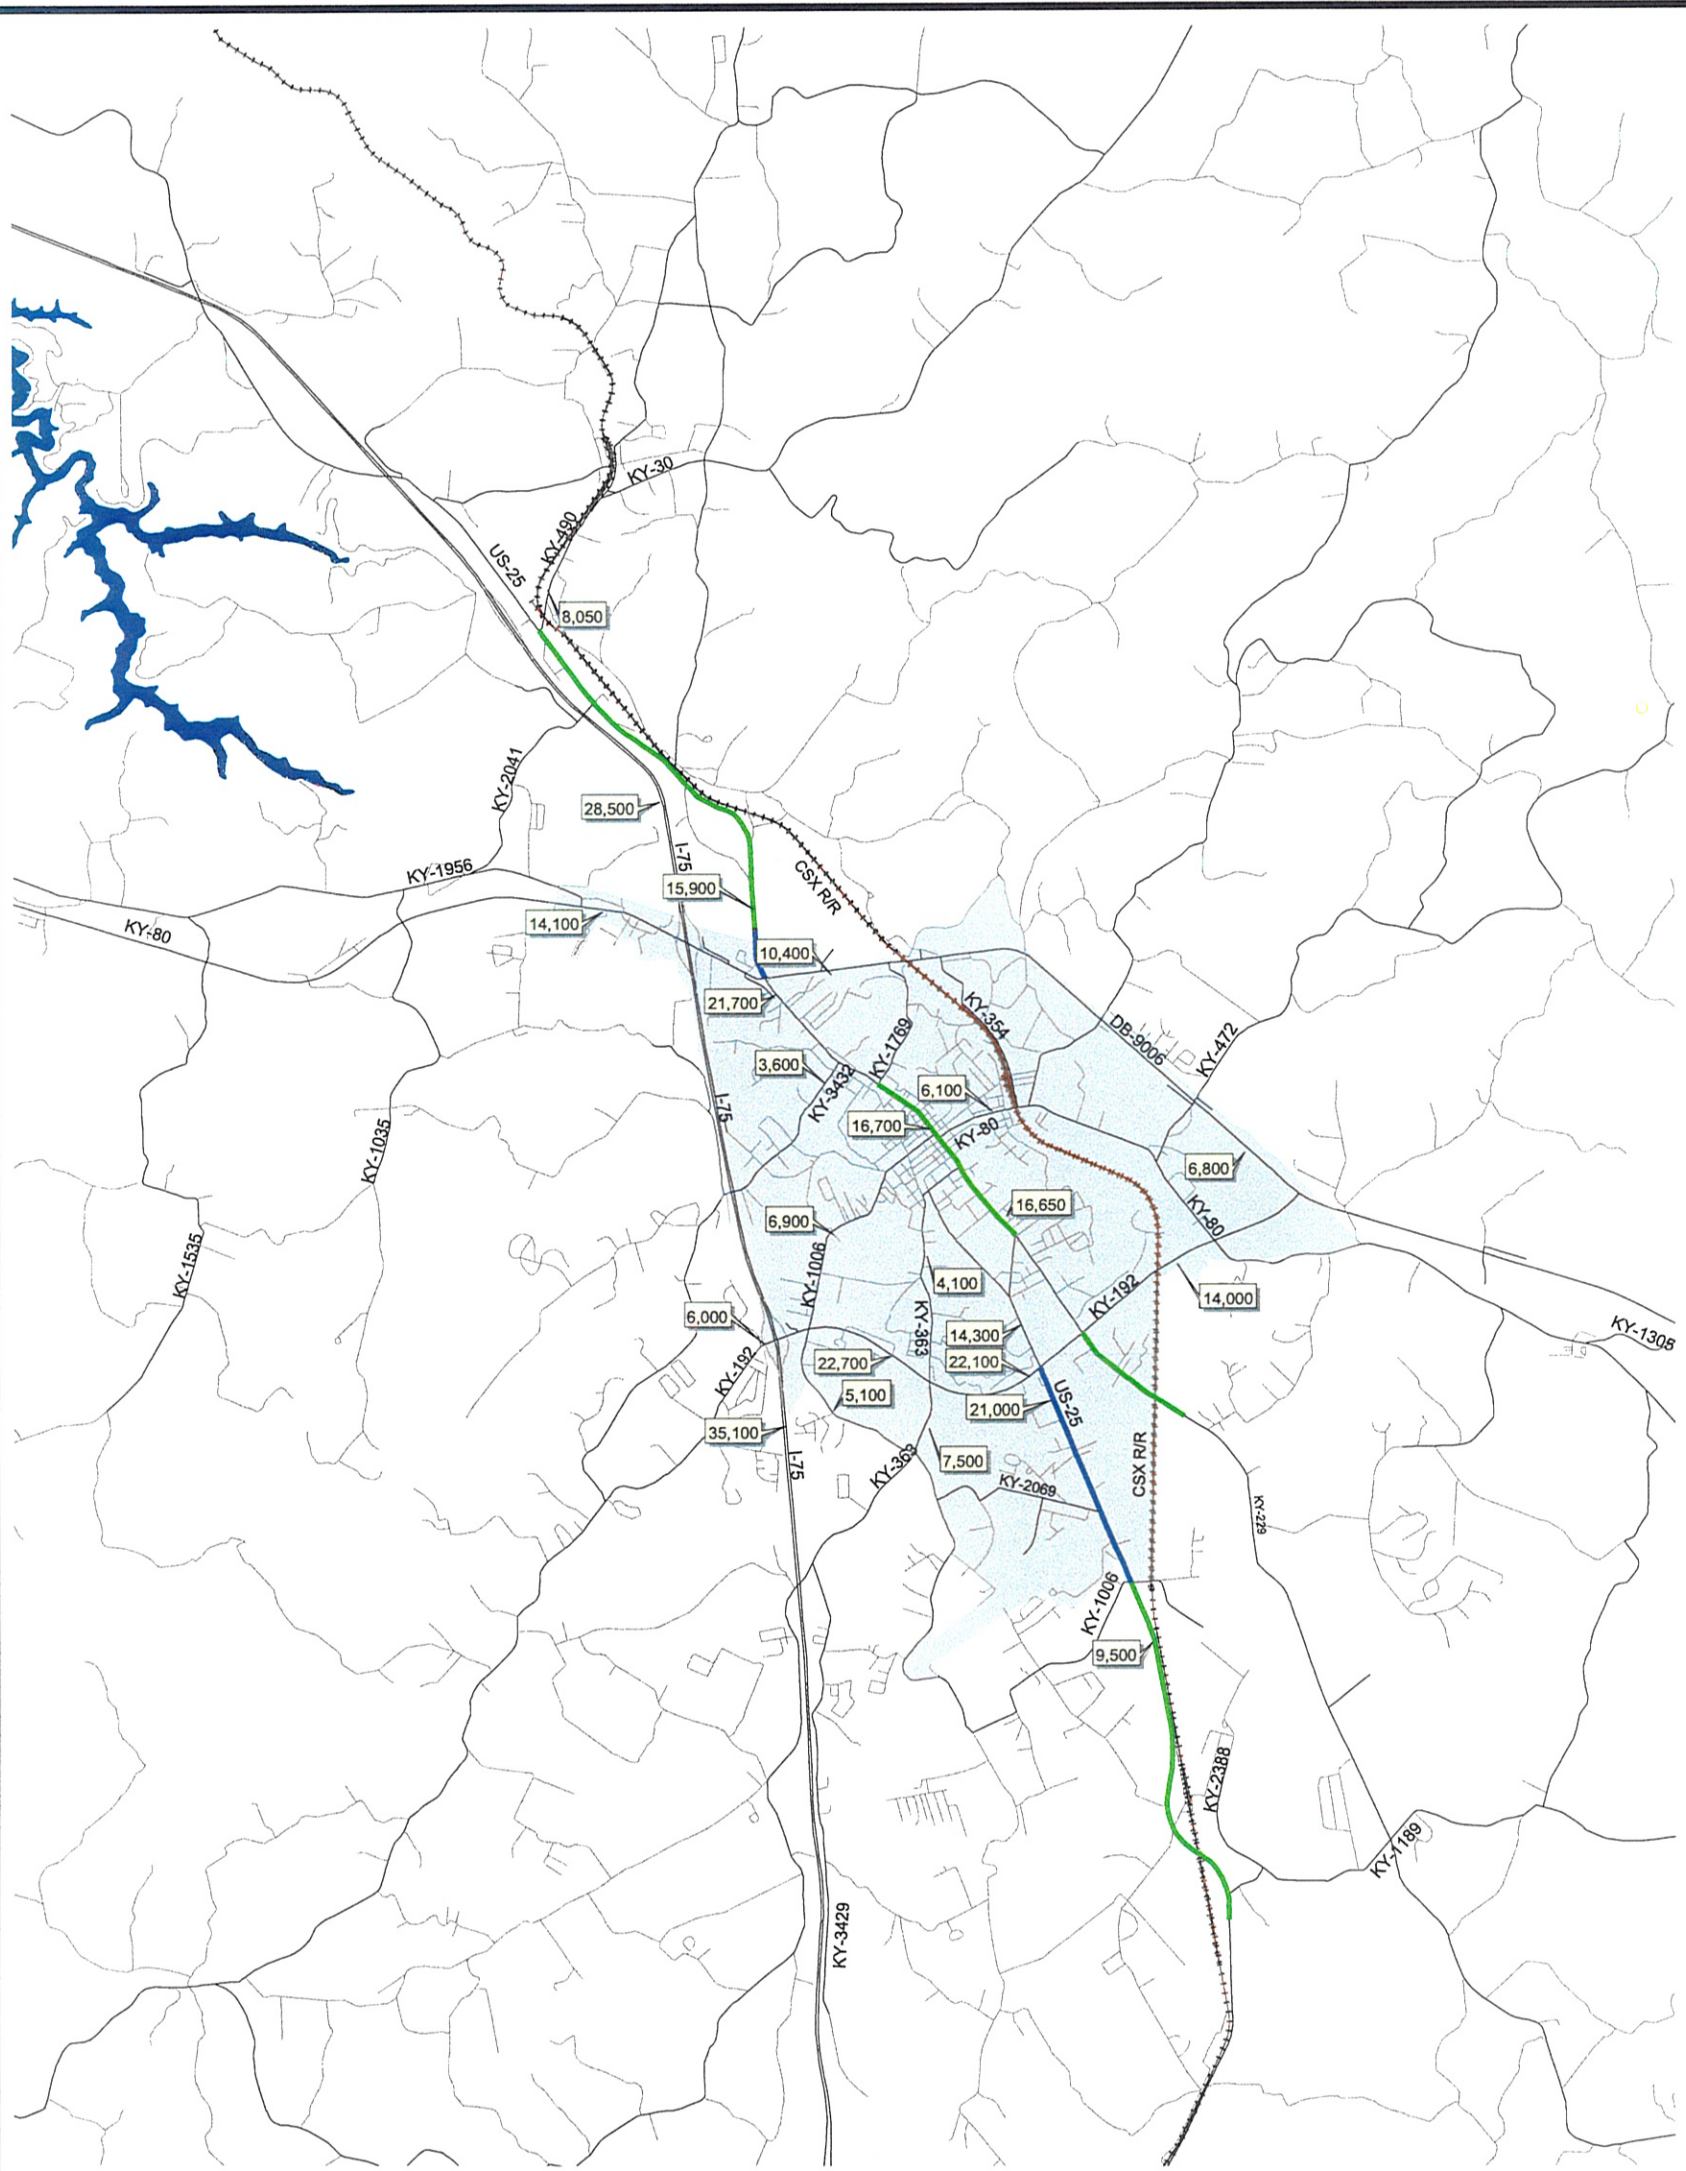 KY-30
KY-490
US-25
8,050
KY-2041
28,500
I-75
KY-1956
15,900
CSX R/R
14,100
KY-80
10,400
21,700
KY-354
DB-9006
KY-472
KY-1769
3,600
KY-3432
6,100
I-75
16,700
KY-80
KY-1035
6,800
16,650
KY-80
6,900
KY-1535
KY-1006
4,100
KY-192
14,000
6,000
KY-363
14,300
KY-1305
22,700
22,100
KY-192
5,100
US-25
21,000
35,100
I-75
7,500
KY-363
CSX R/R
KY-2069
KY-229
KY-1006
9,500
KY-2388
KY-1189
KY-3429